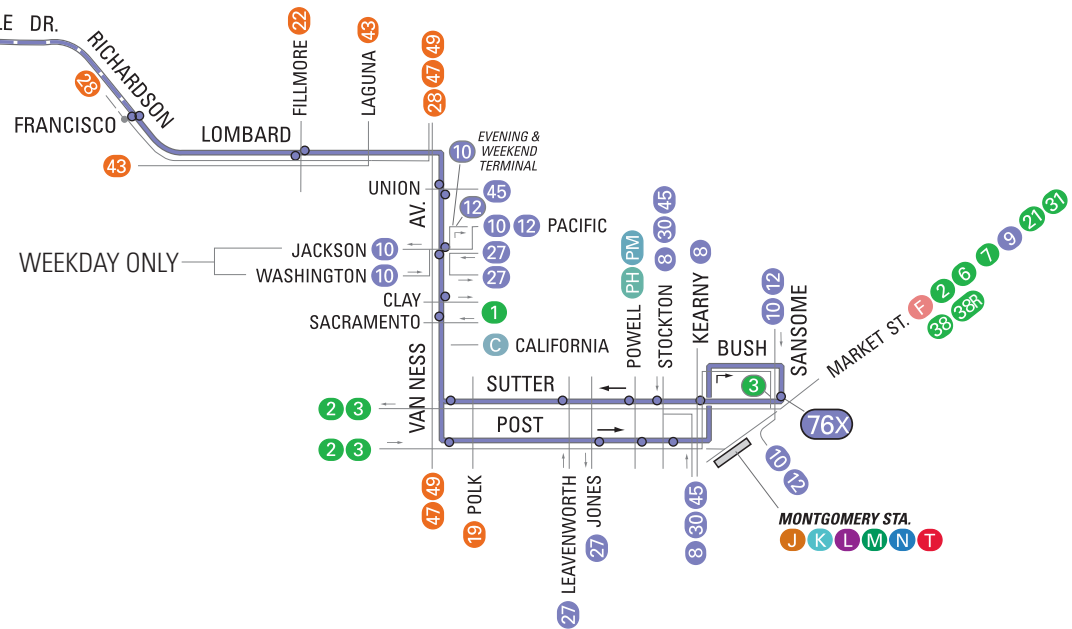 LE DR.
RICHARDSON
28
FRANCISCO
43
LOMBARD
FILLMORE 22
LAGUNA 43
28 47 49
10
EVENING &
WEEKEND
TERMINAL
UNION
45
AV.
12
10 12 PACIFIC
WEEKDAY ONLY
JACKSON 10
27
WASHINGTON 10
27
CLAY
1
SACRAMENTO
C CALIFORNIA
VAN NESS
PH PM
POWELL
8 30 45
STOCKTON
8
KEARNY
10 12
SANSOME
BUSH
MARKET ST. F 2 6 7 9 21 31
38 38R
SUTTER
3
2 3
76X
POST
2 3
10 12
47 49
19 POLK
27 LEAVENWORTH
27 JONES
8 30 45
MONTGOMERY STA.
J K L M N T